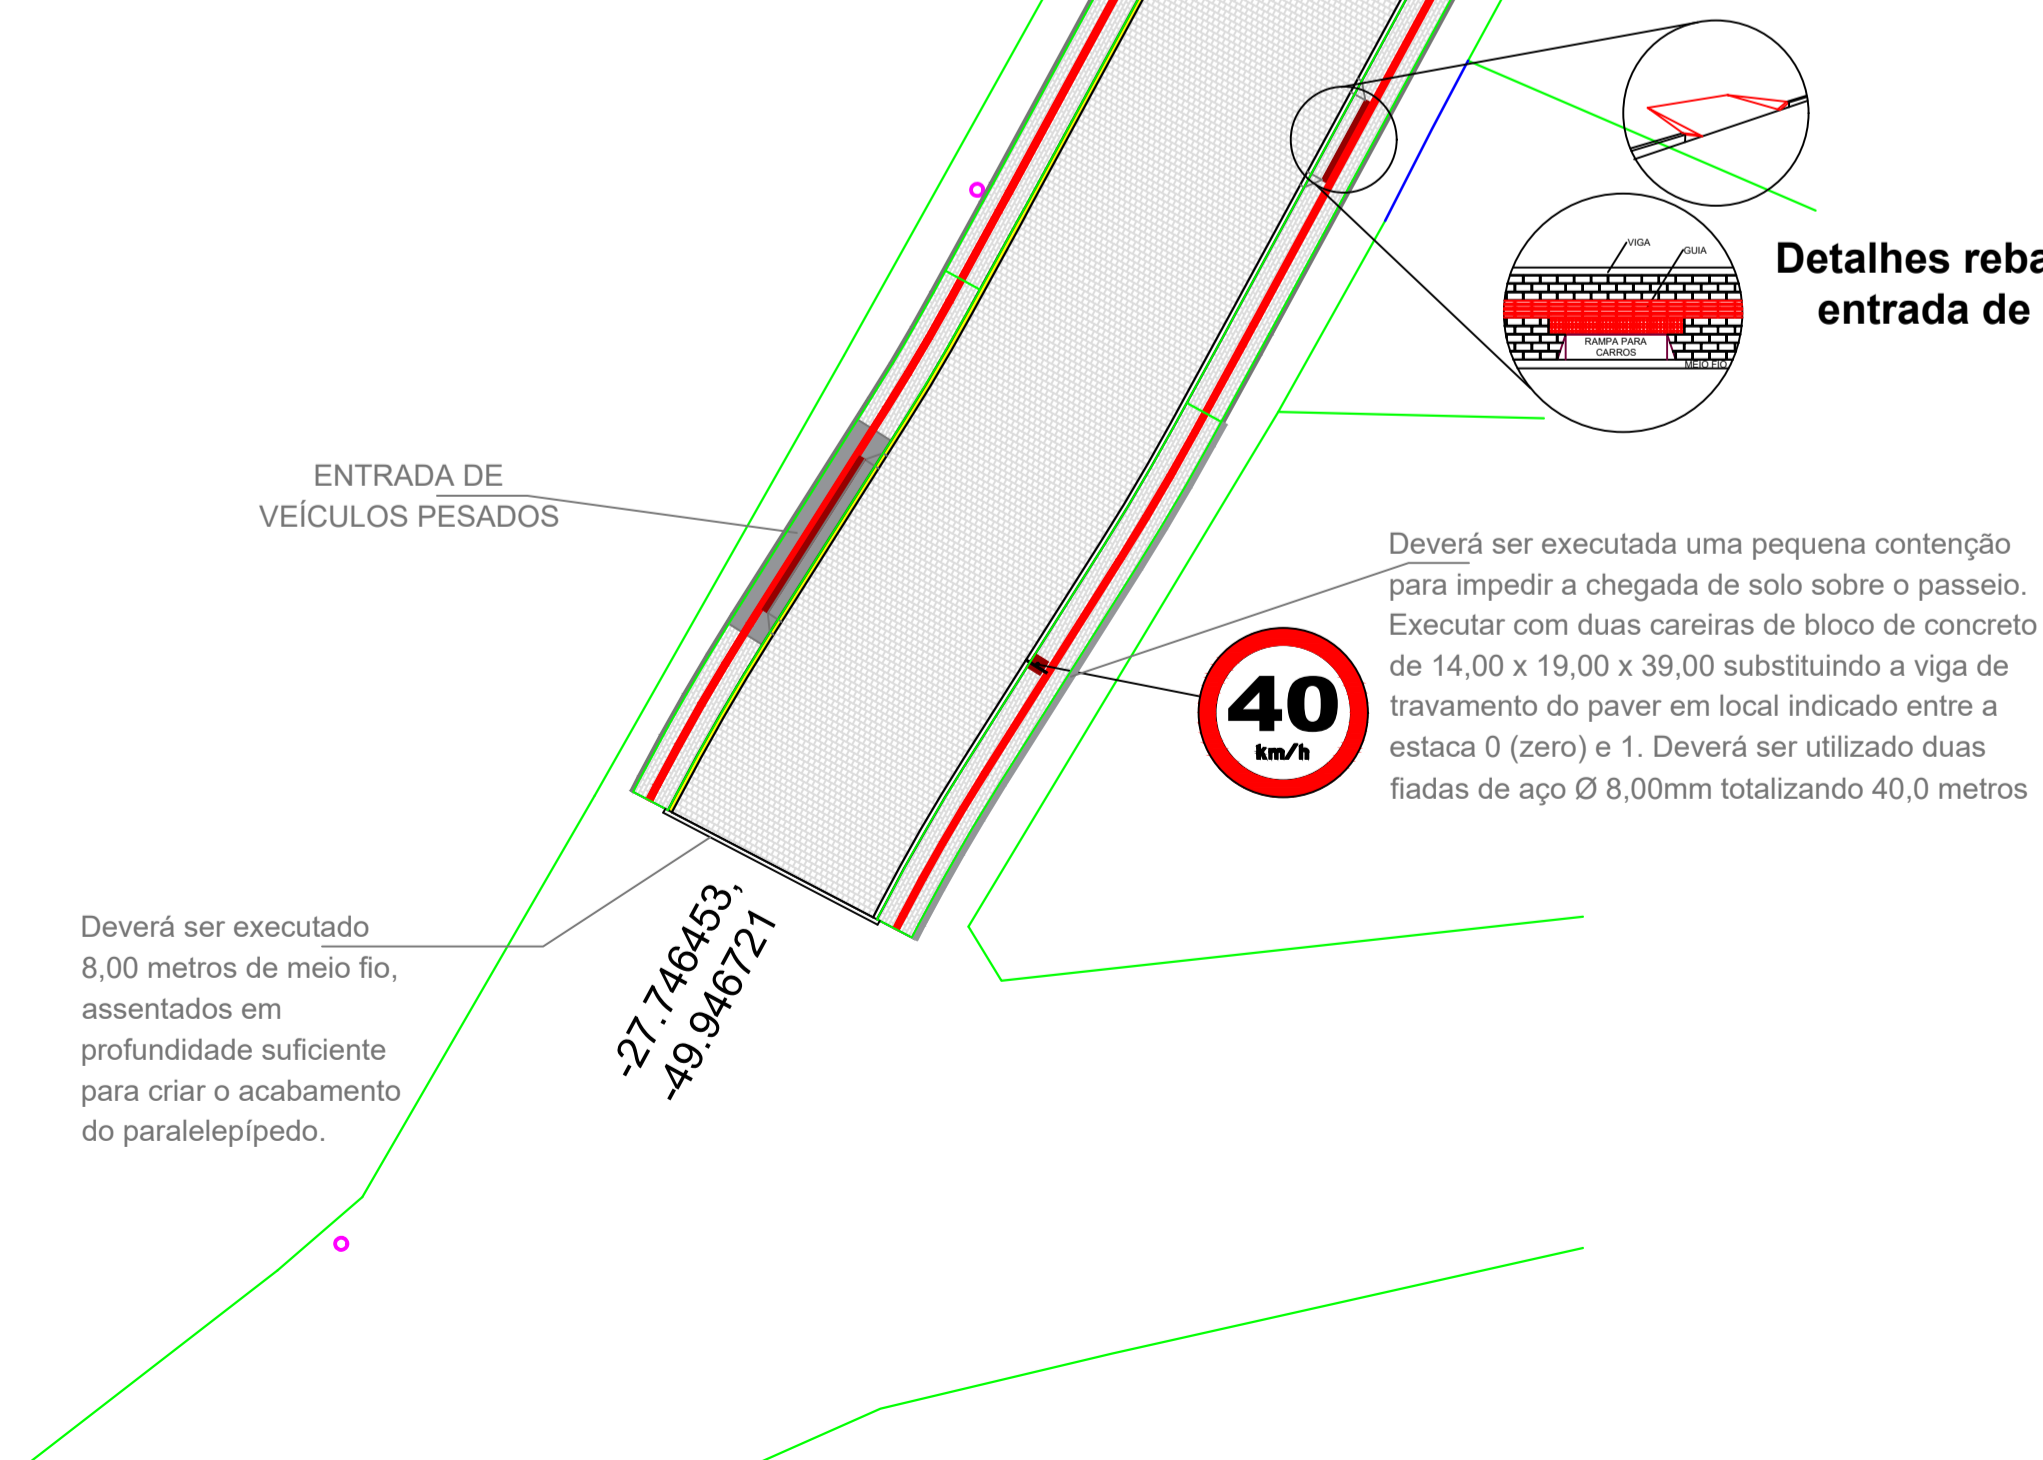 VIGA
GUIA
RAMPA PARA
CARROS
MEIO FIO
Detalhes reba
entrada de
ENTRADA DE
VEÍCULOS PESADOS
Deverá ser executada uma pequena contenção
para impedir a chegada de solo sobre o passeio.
Executar com duas careiras de bloco de concreto
de 14,00 x 19,00 x 39,00 substituindo a viga de
travamento do paver em local indicado entre a
estaca 0 (zero) e 1. Deverá ser utilizado duas
fiadas de aço Ø 8,00mm totalizando 40,0 metros
40
km/h
Deverá ser executado
8,00 metros de meio fio,
assentados em
profundidade suficiente
para criar o acabamento
do paralelepípedo.
-27.746453,
-49.946721